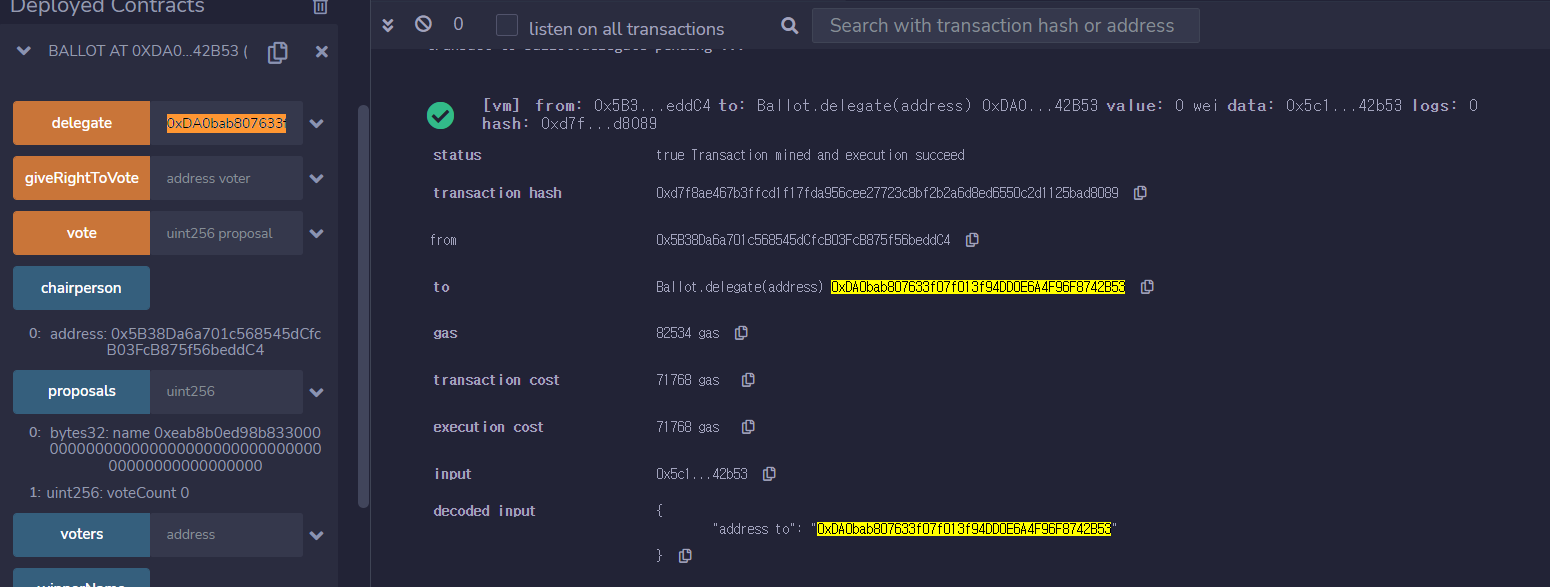 Deployed Contracts
BALLOT AT 0XDA0...42B53 (
delegate
0xDA0bab807633f
giveRightToVote
address voter
vote
uint256 proposal
chairperson
0: address: 0x5B38Da6a701c568545dCfc
B03FcB875f56beddC4
proposals
uint256
0: bytes32: name 0xeab8b0ed98b833000
1: uint256: voteCount 0
voters
address
winnerName
0
listen on all transactions
Search with transaction hash or address
[vm] from: 0x5B3...eddC4 to: Ballot.delegate(address) 0xDA0...42B53 value: 0 wei data: 0x5c1...42b53 logs: 0
hash: 0xd7f...d8089
status true Transaction mined and execution succeed
transaction hash 0xd7f8ae467b3ffcd1f17fda956cee27723c8bf2b2a6d8ed6550c2d1125bad8089
from 0x5B38Da6a701c568545dCfcB03FcB875f56beddC4
to Ballot.delegate(address) 0xDA0bab807633f07f013f94DD0E6A4F96F8742B53
gas 82534 gas
transaction cost 71768 gas
execution cost 71768 gas
input 0x5c1...42b53
decoded input {
"address to": "0xDA0bab807633f07f013f94DD0E6A4F96F8742B53"
}